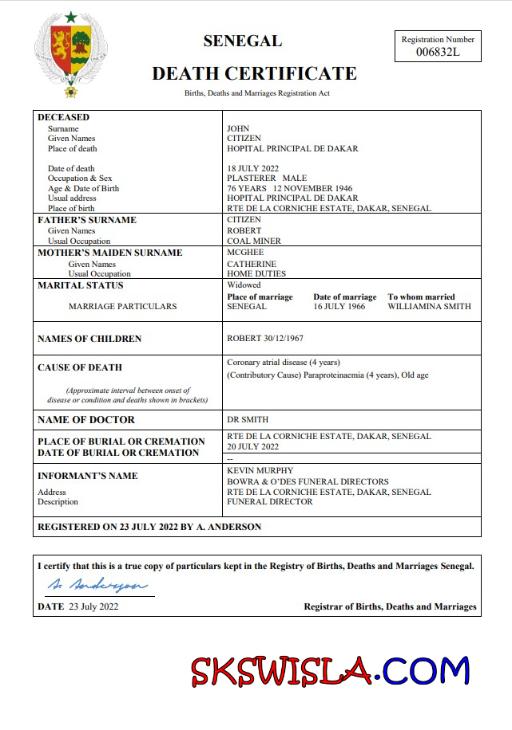 SENEGAL
DEATH CERTIFICATE
Births, Deaths and Marriages Registration Act
Registration Number
006832L
DECEASED
Surname JOHN
Given Names CITIZEN
Place of death HOPITAL PRINCIPAL DE DAKAR
Date of death 18 JULY 2022
Occupation & Sex PLASTERER MALE
Age & Date of Birth 76 YEARS 12 NOVEMBER 1946
Usual address HOPITAL PRINCIPAL DE DAKAR
Place of birth RTE DE LA CORNICHE ESTATE, DAKAR, SENEGAL
FATHER'S SURNAME CITIZEN
Given Names ROBERT
Usual Occupation COAL MINER
MOTHER'S MAIDEN SURNAME MCGHEE
Given Names CATHERINE
Usual Occupation HOME DUTIES
MARITAL STATUS Widowed
Place of marriage Date of marriage To whom married
MARRIAGE PARTICULARS SENEGAL 16 JULY 1966 WILLIAMINA SMITH
NAMES OF CHILDREN ROBERT 30/12/1967
CAUSE OF DEATH Coronary atrial disease (4 years)
(Contributory Cause) Paraproteinacmia (4 years), Old age
(Approximate interval between onset of
disease or condition and deaths shown in brackets)
NAME OF DOCTOR DR SMITH
PLACE OF BURIAL OR CREMATION RTE DE LA CORNICHE ESTATE, DAKAR, SENEGAL
DATE OF BURIAL OR CREMATION 20 JULY 2022
--
INFORMANT'S NAME KEVIN MURPHY
BOWRA & O'DES FUNERAL DIRECTORS
Address RTE DE LA CORNICHE ESTATE, DAKAR, SENEGAL
Description FUNERAL DIRECTOR
REGISTERED ON 23 JULY 2022 BY A. ANDERSON
I certify that this is a true copy of particulars kept in the Registry of Births, Deaths and Marriages Senegal.
A. Anderson
DATE 23 July 2022 Registrar of Births, Deaths and Marriages
SKSWISLA.COM